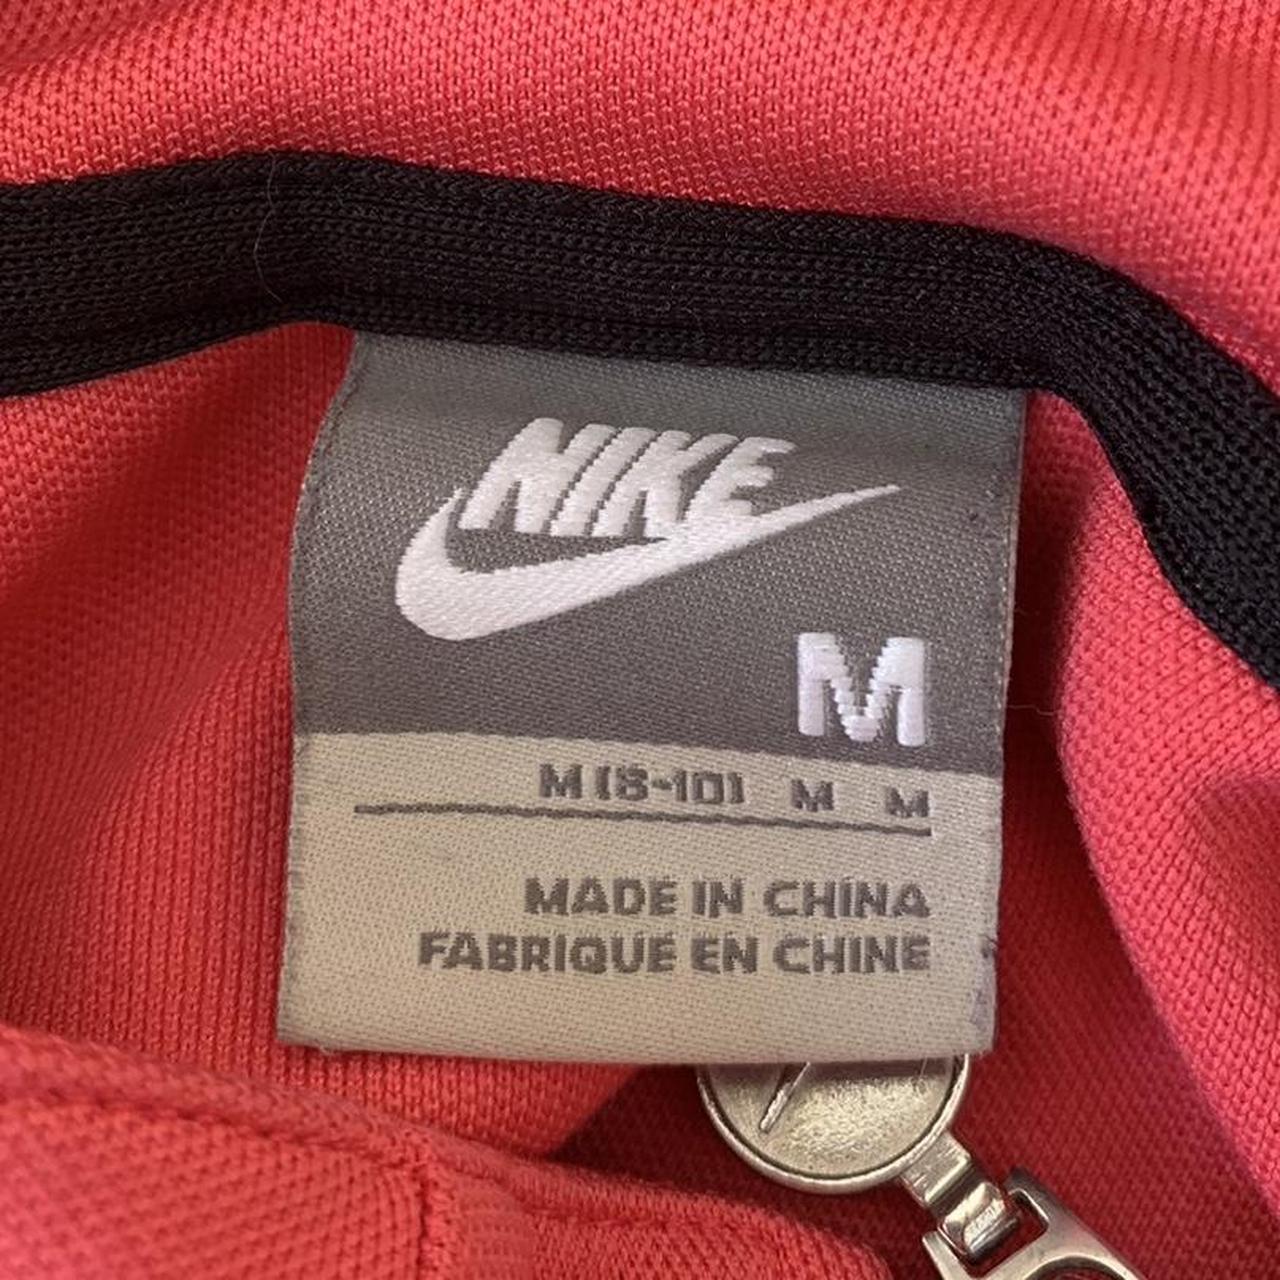 NIKE
M
M (8-10) M M
MADE IN CHINA
FABRIQUE EN CHINE